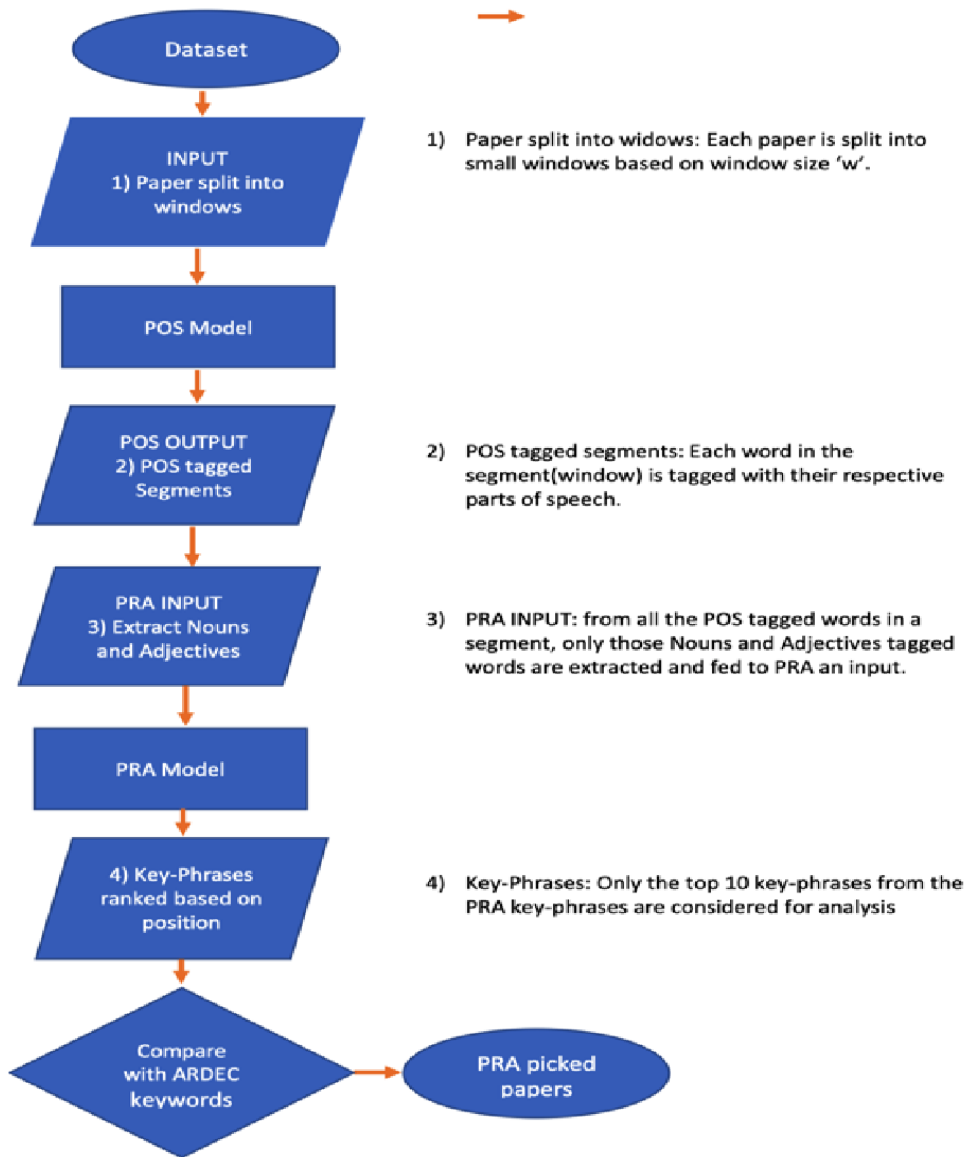 Dataset
INPUT
1) Paper split into
windows
1) Paper split into widows: Each paper is split into
small windows based on window size ‘w’.
POS Model
POS OUTPUT
2) POS tagged
Segments
2) POS tagged segments: Each word in the
segment(window) is tagged with their respective
parts of speech.
PRA INPUT
3) Extract Nouns
and Adjectives
3) PRA INPUT: from all the POS tagged words in a
segment, only those Nouns and Adjectives tagged
words are extracted and fed to PRA an input.
PRA Model
4) Key-Phrases
ranked based on
position
4) Key-Phrases: Only the top 10 key-phrases from the
PRA key-phrases are considered for analysis
Compare
with ARDEC
keywords
PRA picked
papers